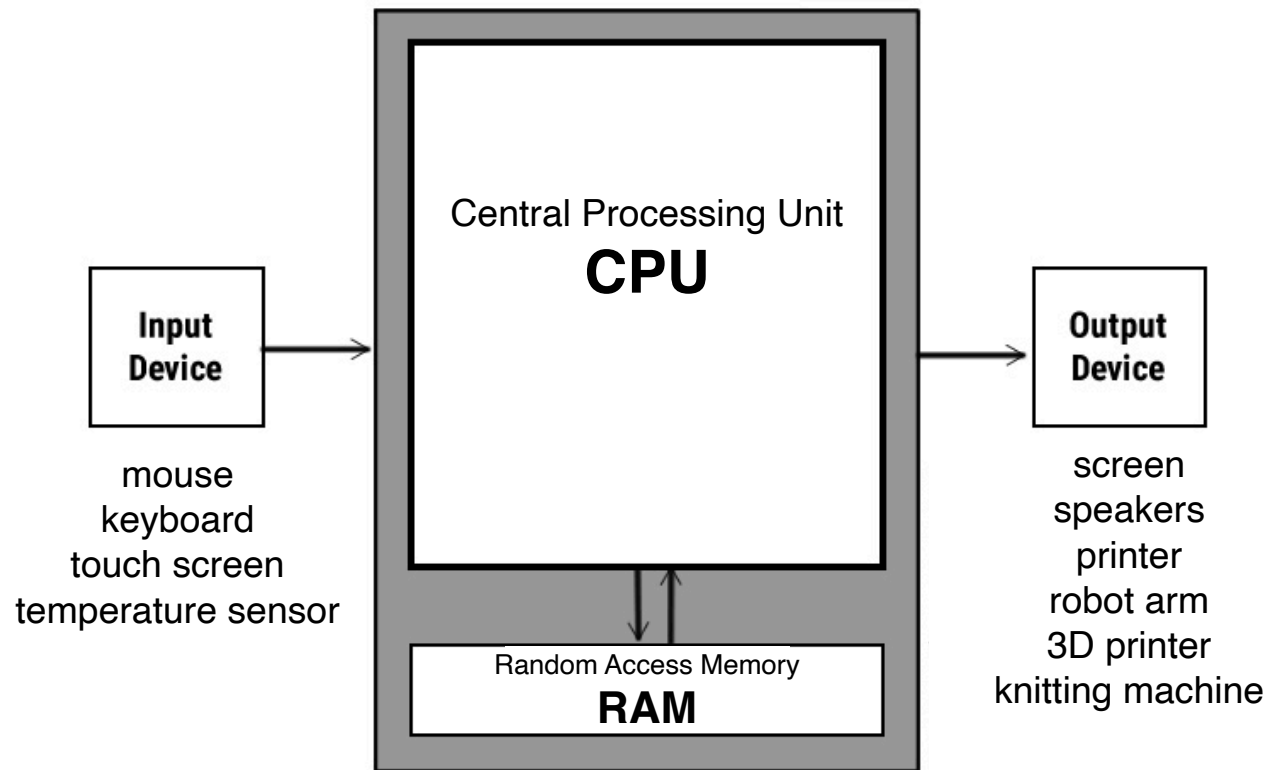 Input
Device
mouse
keyboard
touch screen
temperature sensor
Central Processing Unit
CPU
Random Access Memory
RAM
Output
Device
screen
speakers
printer
robot arm
3D printer
knitting machine